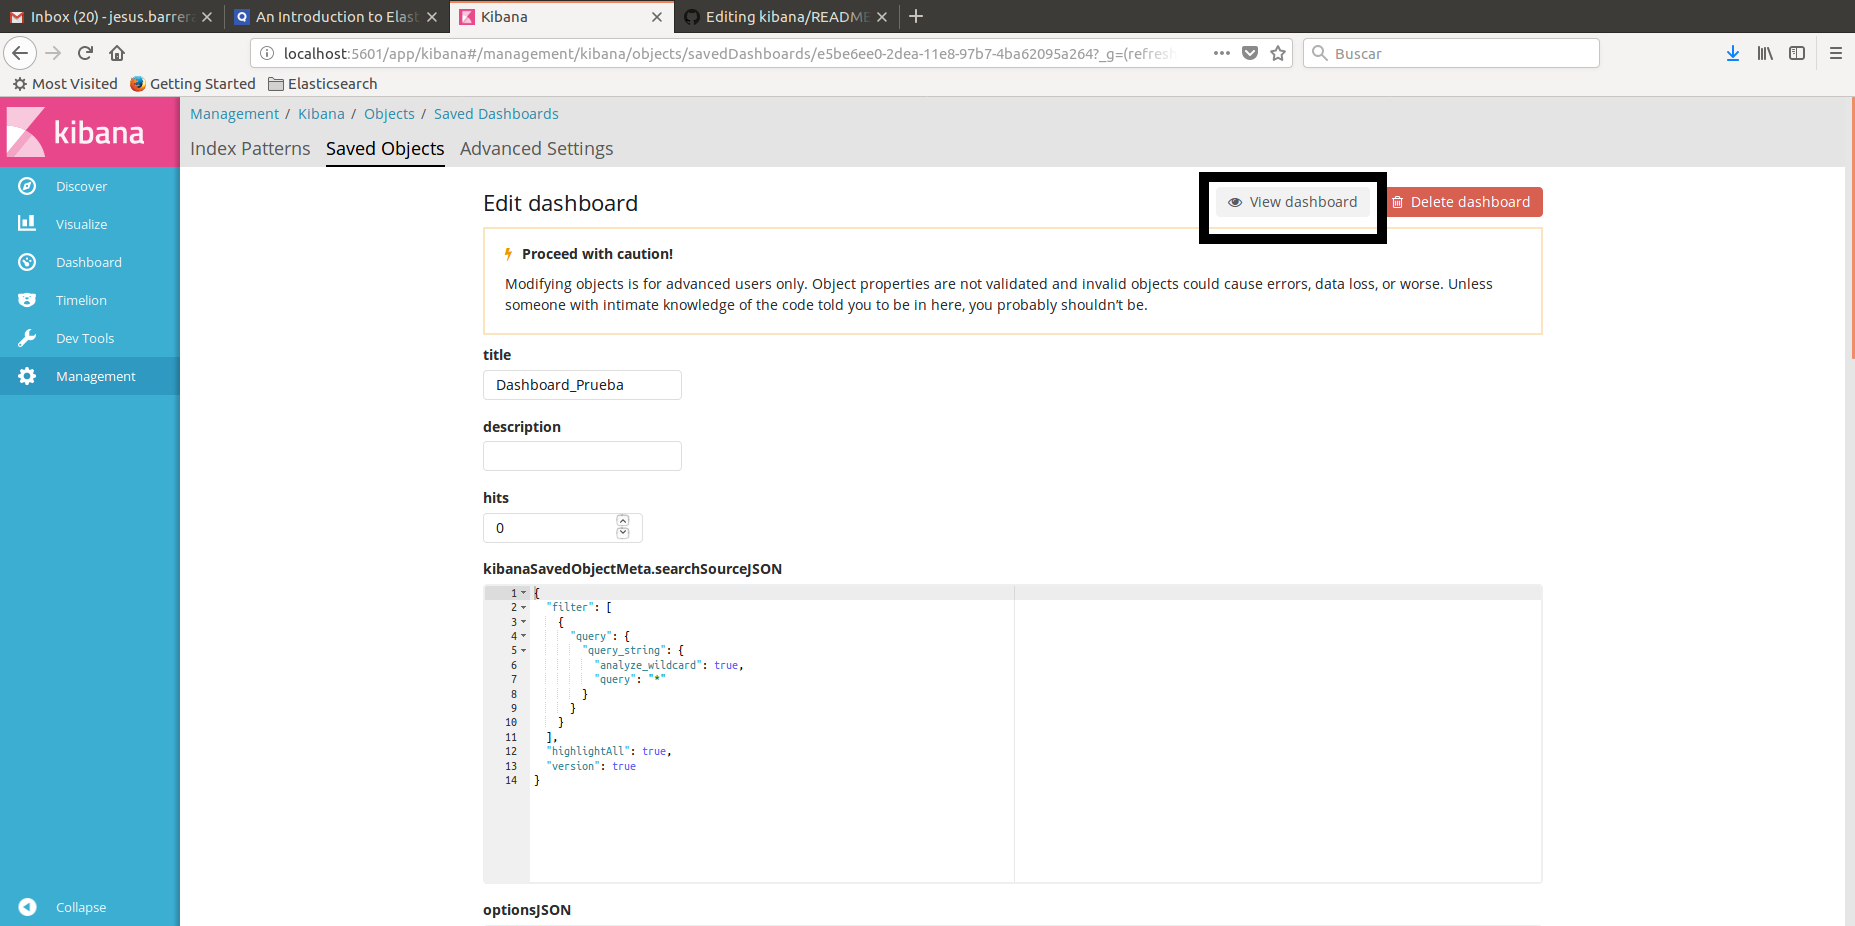 Inbox (20) - jesus.barrera
An Introduction to Elast
Kibana
Editing kibana/README
localhost:5601/app/kibana#/management/kibana/objects/savedDashboards/e5be6ee0-2dea-11e8-97b7-4ba62095a264?_g=(refresh
Buscar
Most Visited
Getting Started
Elasticsearch
kibana
Management / Kibana / Objects / Saved Dashboards
Index Patterns
Saved Objects
Advanced Settings
Discover
Visualize
Dashboard
Timelion
Dev Tools
Management
Collapse
Edit dashboard
View dashboard
Delete dashboard
Proceed with caution!
Modifying objects is for advanced users only. Object properties are not validated and invalid objects could cause errors, data loss, or worse. Unless
someone with intimate knowledge of the code told you to be in here, you probably shouldn't be.
title
Dashboard_Prueba
description
hits
0
kibanaSavedObjectMeta.searchSourceJSON
1 {
2 "filter": [
3 {
4 "query": {
5 "query_string": {
6 "analyze_wildcard": true,
7 "query": "*"
8 }
9 }
10 }
11 ],
12 "highlightAll": true,
13 "version": true
14 }
optionsJSON